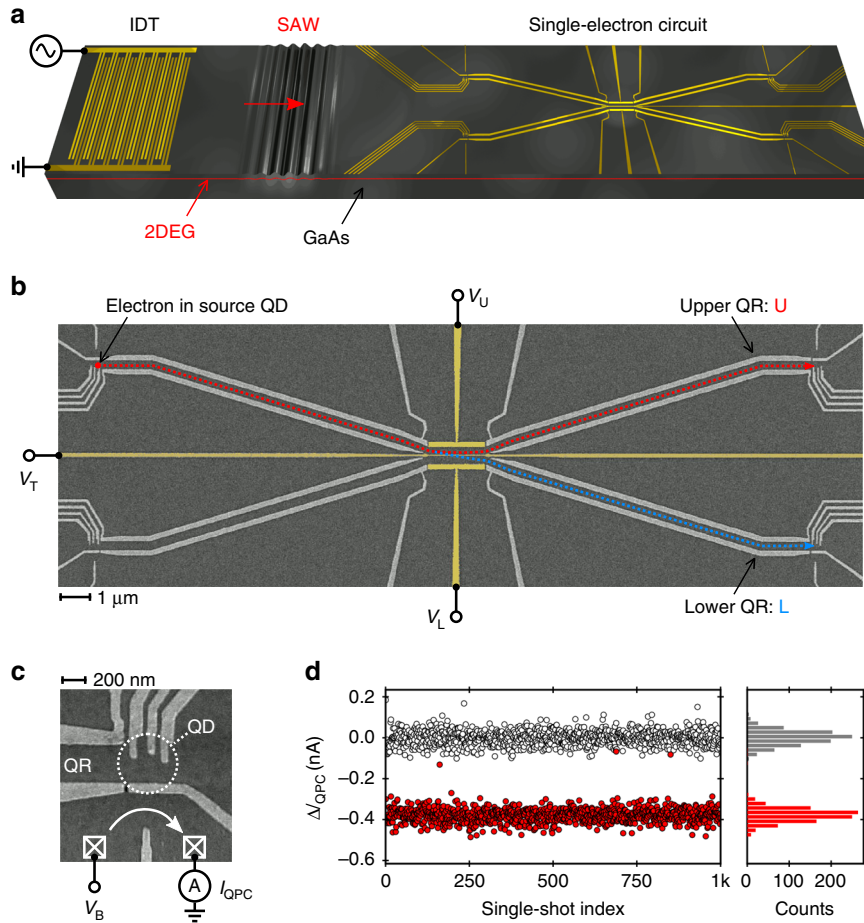 a
IDT
SAW
Single-electron circuit
2DEG
GaAs
b
Electron in source QD
V_U
Upper QR: U
V_T
1 µm
V_L
Lower QR: L
c
200 nm
QD
QR
A
I_QPC
V_B
d
0.2
0.0
−0.2
−0.4
−0.6
ΔI_QPC (nA)
0 250 500 750 1k
Single-shot index
0 100 200
Counts